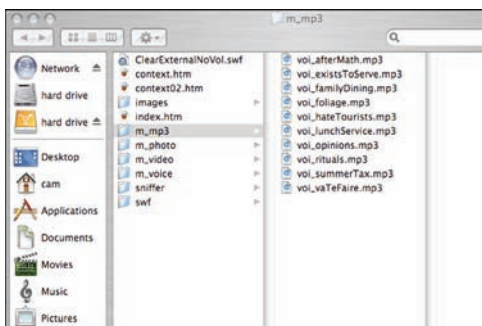 m_mp3
Network
hard drive
hard drive
Desktop
cam
Applications
Documents
Movies
Music
Pictures
ClearExternalNoVol.swf
context.htm
context02.htm
images
index.htm
m_mp3
m_photo
m_video
m_voice
sniffer
swf
voi_afterMath.mp3
voi_existsToServe.mp3
voi_familyDining.mp3
voi_foliage.mp3
voi_hateTourists.mp3
voi_lunchService.mp3
voi_opinions.mp3
voi_rituals.mp3
voi_summerTax.mp3
voi_vaTeFaire.mp3